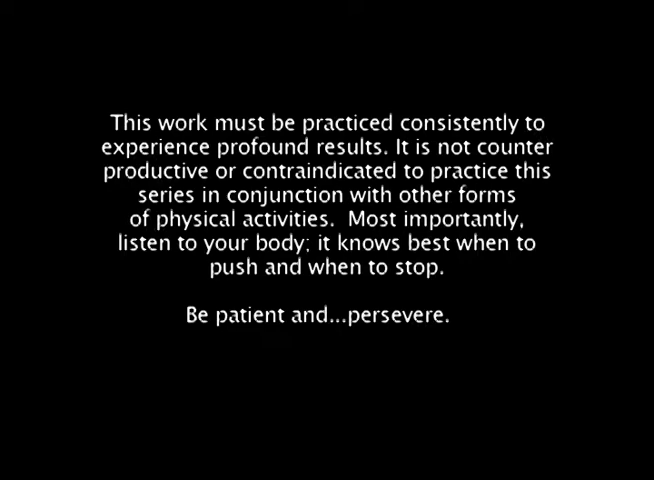 This work must be practiced consistently to
experience profound results. It is not counter
productive or contraindicated to practice this
series in conjunction with other forms
of physical activities.  Most importantly,
listen to your body; it knows best when to
push and when to stop.
Be patient and...persevere.